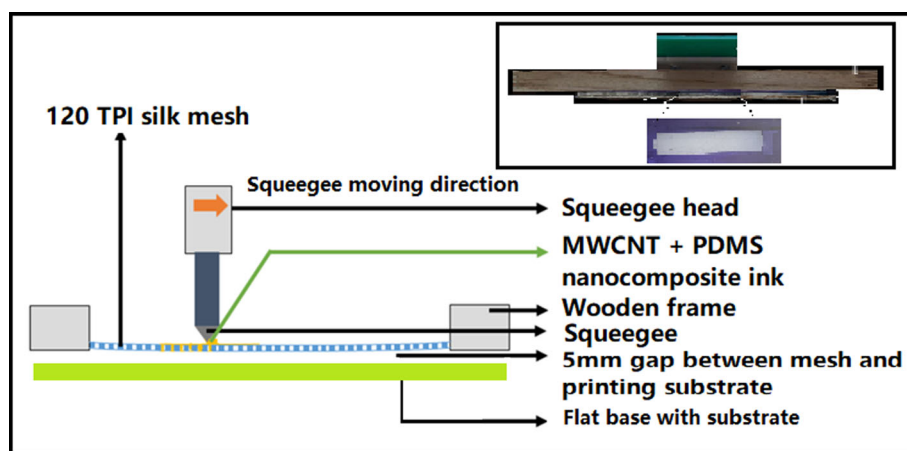 120 TPI silk mesh
Squeegee moving direction
Squeegee head
MWCNT + PDMS
nanocomposite ink
Wooden frame
Squeegee
5mm gap between mesh and
printing substrate
Flat base with substrate